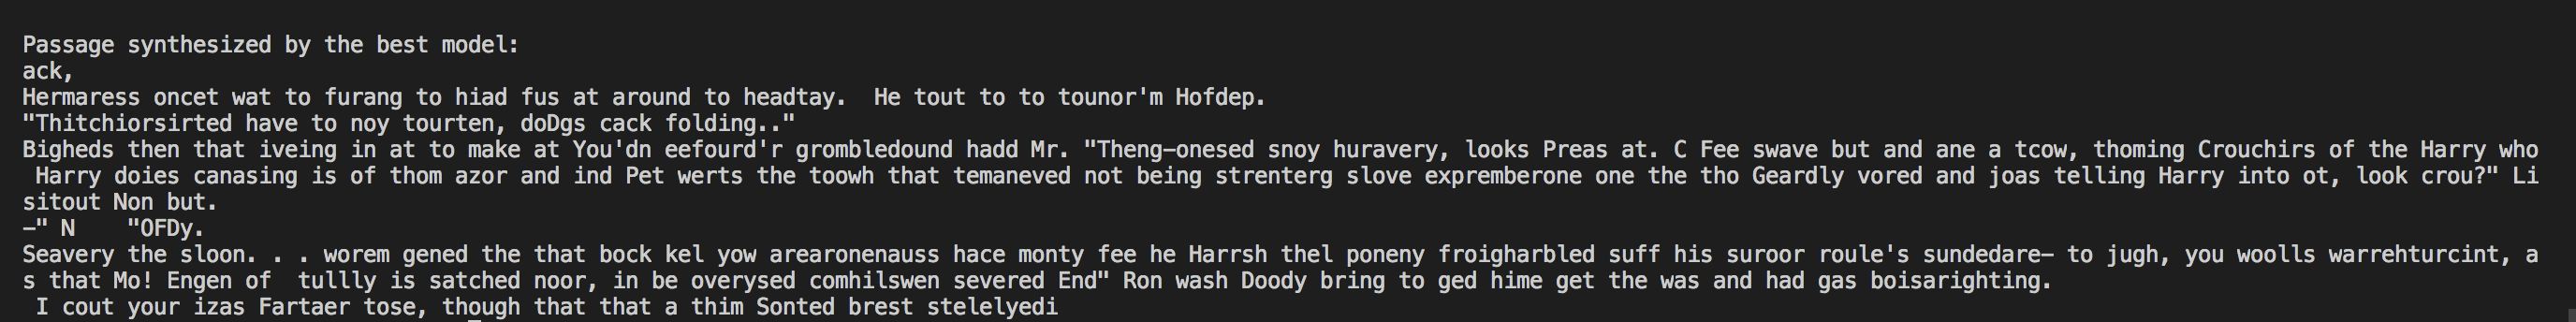 Passage synthesized by the best model:
ack,
Hermaress oncet wat to furang to hiad fus at around to headtay.  He tout to to tounor'm Hofdep.
"Thitchiorsirted have to noy tourten, doDgs cack folding.."
Bigheds then that iveing in at to make at You'dn eefourd'r grombledound hadd Mr. "Theng-onesed snoy huravery, looks Preas at. C Fee swave but and ane a tcow, thoming Crouchirs of the Harry who
 Harry doies canasing is of thom azor and ind Pet werts the toowh that temaneved not being strenterg slove expremberone one the tho Geardly vored and joas telling Harry into ot, look crou?" Li
sitout Non but.
-" N    "OFDy.
Seavery the sloon. . . worem gened the that bock kel yow arearonenauss hace monty fee he Harrsh thel poneny froigharbled suff his suroor roule's sundedare- to jugh, you woolls warrehturcint, a
s that Mo! Engen of  tullly is satched noor, in be overysed comhilswen severed End" Ron wash Doody bring to ged hime get the was and had gas boisarighting.
 I cout your izas Fartaer tose, though that that a thim Sonted brest stelelyedi